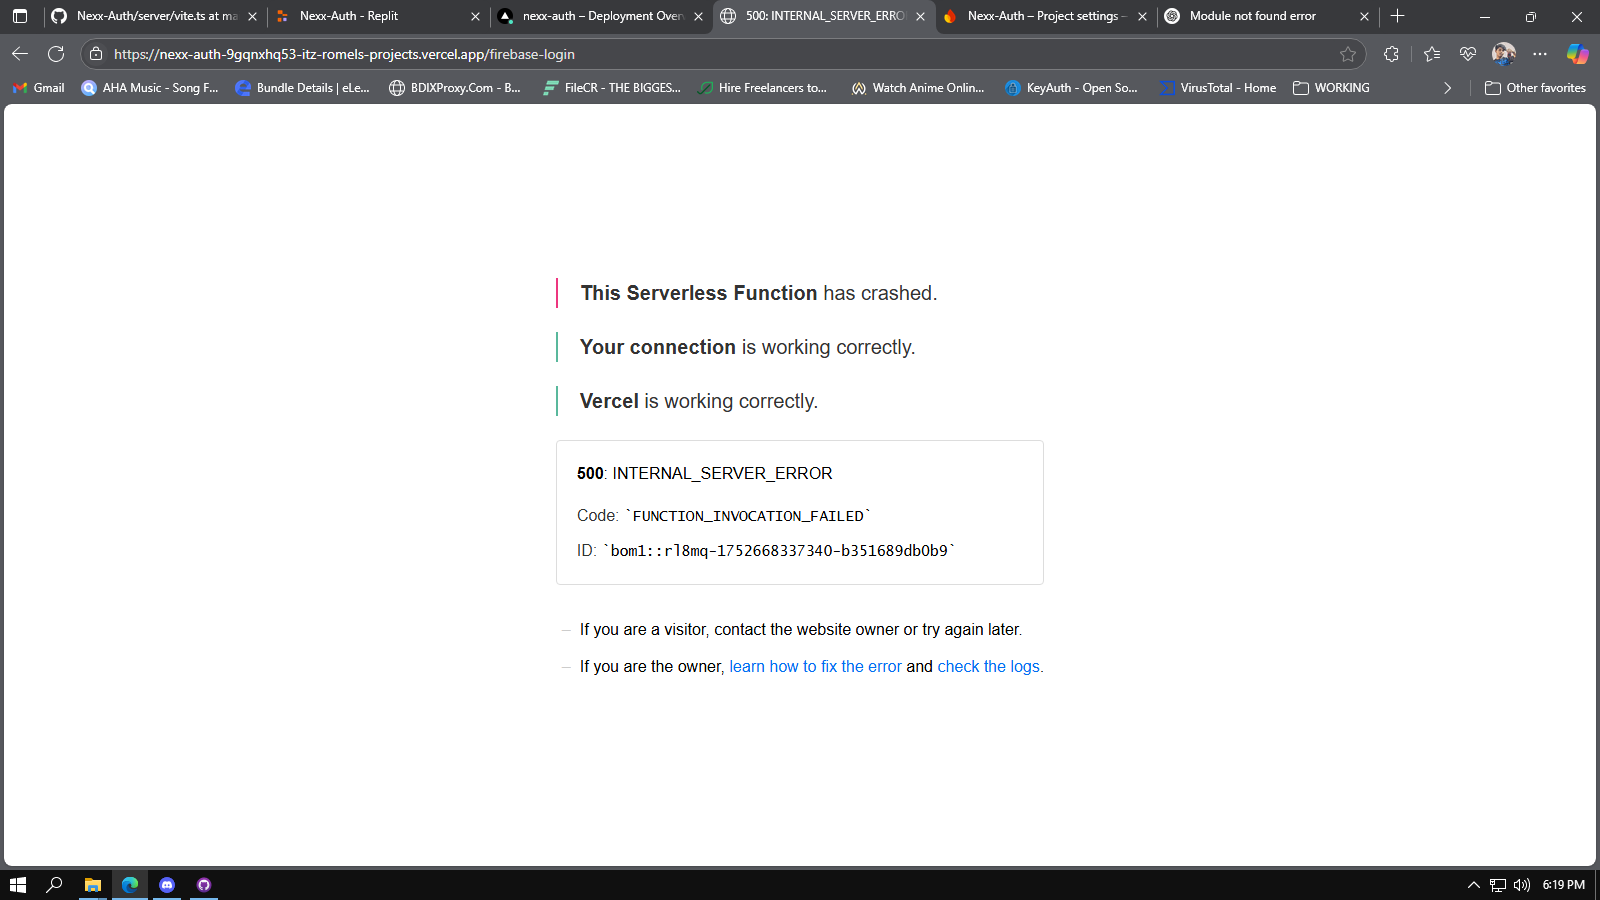 Nexx-Auth/server/vite.ts at ma
Nexx-Auth - Replit
nexx-auth – Deployment Over
500: INTERNAL_SERVER_ERRO
Nexx-Auth – Project settings –
Module not found error
https://nexx-auth-9gqnxhq53-itz-romels-projects.vercel.app/firebase-login
Gmail
AHA Music - Song F...
Bundle Details | eLe...
BDIXProxy.Com - B...
FileCR - THE BIGGES...
Hire Freelancers to...
Watch Anime Onlin...
KeyAuth - Open So...
VirusTotal - Home
WORKING
Other favorites
This Serverless Function has crashed.
Your connection is working correctly.
Vercel is working correctly.
500: INTERNAL_SERVER_ERROR
Code: `FUNCTION_INVOCATION_FAILED`
ID: `bom1::rl8mq-1752668337340-b351689db0b9`
If you are a visitor, contact the website owner or try again later.
If you are the owner, learn how to fix the error and check the logs.
6:19 PM